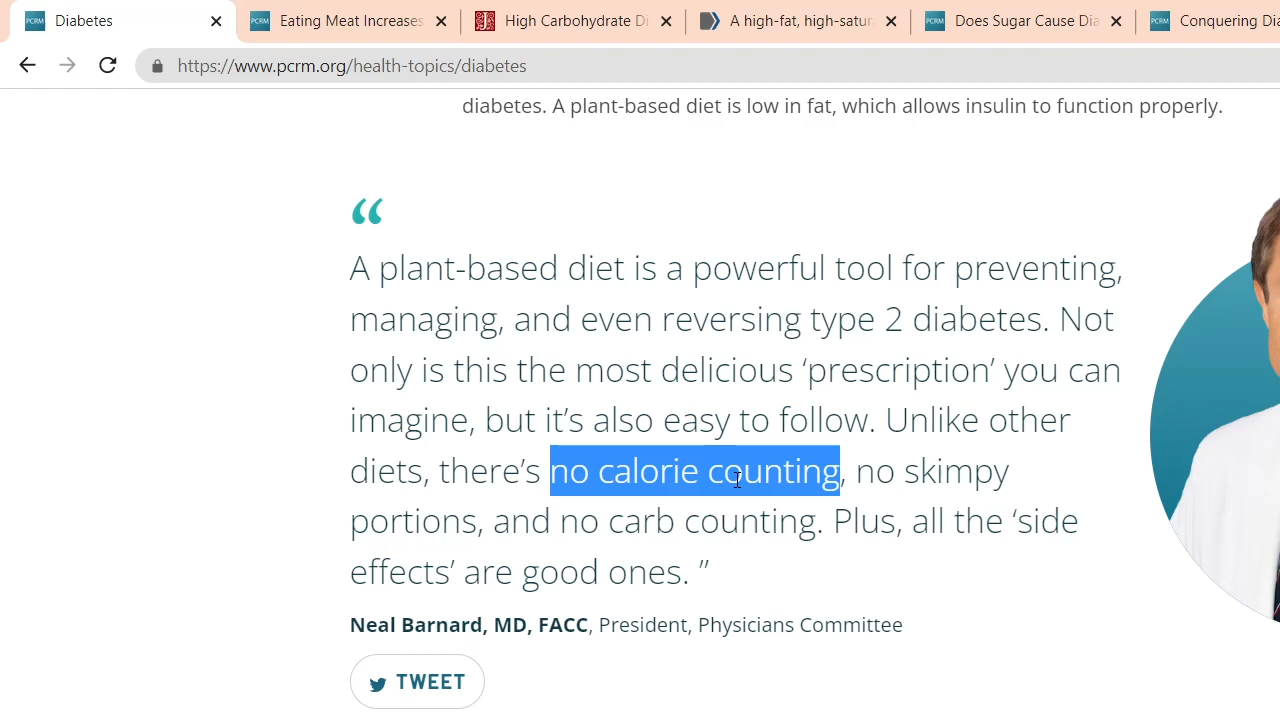 Diabetes
Eating Meat Increases
High Carbohydrate Di
A high-fat, high-satur
Does Sugar Cause Dia
Conquering Dia
https://www.pcrm.org/health-topics/diabetes
diabetes. A plant-based diet is low in fat, which allows insulin to function properly.
“
A plant-based diet is a powerful tool for preventing,
managing, and even reversing type 2 diabetes. Not
only is this the most delicious ‘prescription’ you can
imagine, but it’s also easy to follow. Unlike other
diets, there’s no calorie counting, no skimpy
portions, and no carb counting. Plus, all the ‘side
effects’ are good ones. ”
Neal Barnard, MD, FACC, President, Physicians Committee
TWEET